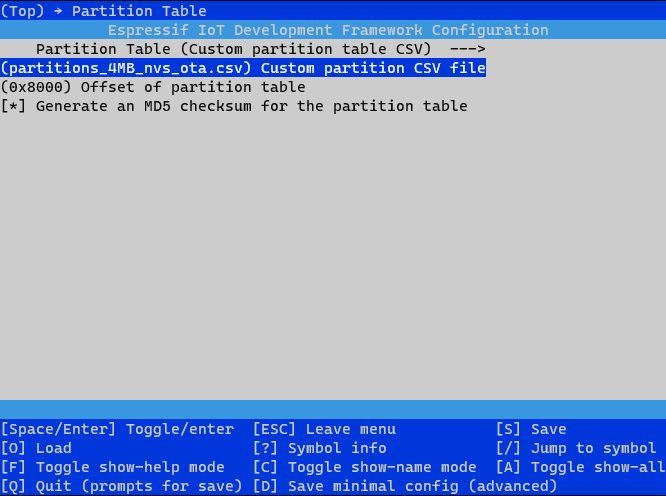 (Top) → Partition Table
Espressif IoT Development Framework Configuration
Partition Table (Custom partition table CSV)  --->
(partitions_4MB_nvs_ota.csv) Custom partition CSV file
(0x8000) Offset of partition table
[*] Generate an MD5 checksum for the partition table
[Space/Enter] Toggle/enter  [ESC] Leave menu  [S] Save
[O] Load  [?] Symbol info  [/] Jump to symbol
[F] Toggle show-help mode  [C] Toggle show-name mode  [A] Toggle show-all
[Q] Quit (prompts for save) [D] Save minimal config (advanced)